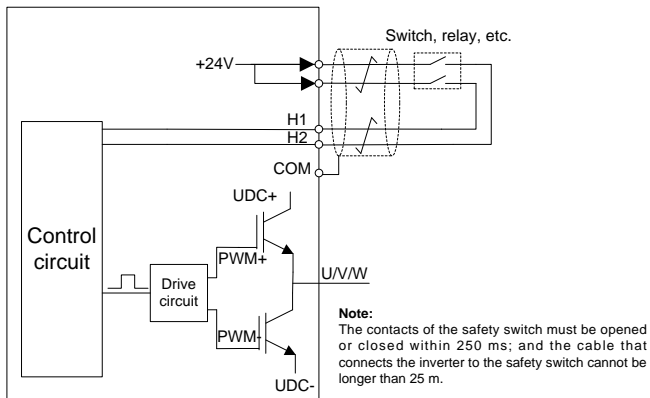 Switch, relay, etc.
+24V
H1
H2
COM
UDC+
Control
circuit
PWM+
Drive
circuit
U/V/W
PWM-
UDC-
Note:
The contacts of the safety switch must be opened
or closed within 250 ms; and the cable that
connects the inverter to the safety switch cannot be
longer than 25 m.